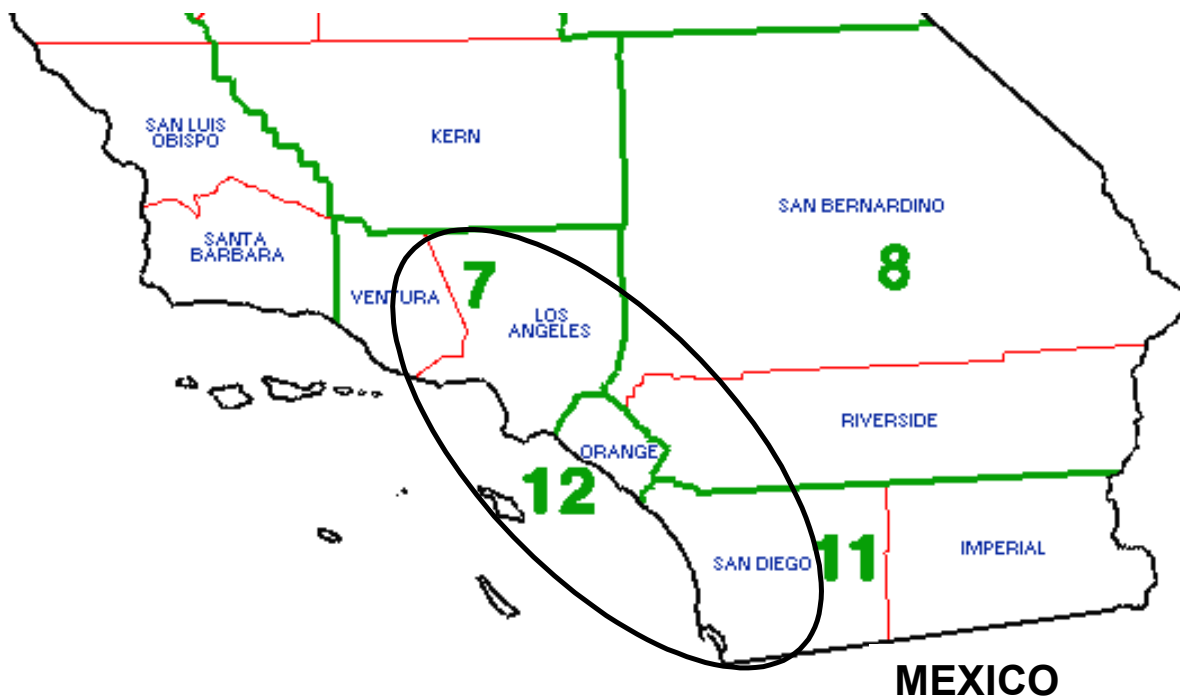 SAN LUIS
OBISPO
KERN
SAN BERNARDINO
SANTA
BARBARA
8
7
VENTURA
LOS
ANGELES
RIVERSIDE
ORANGE
12
SAN DIEGO
11
IMPERIAL
MEXICO